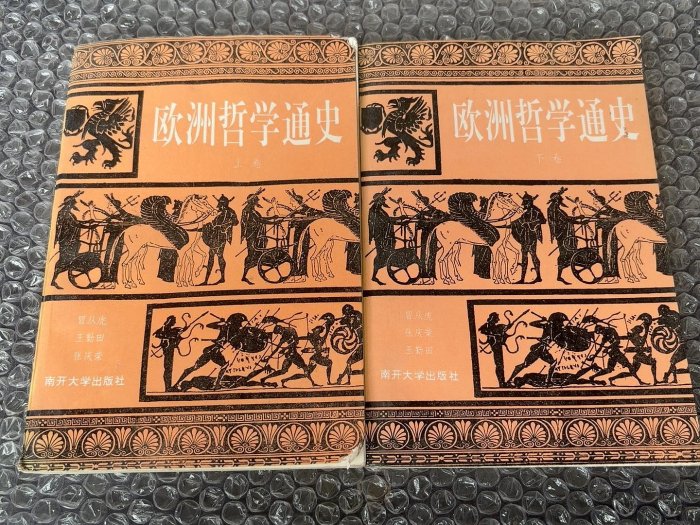 欧洲哲学通史
上卷
冒从虎
王勤田
张庆荣
南开大学出版社
欧洲哲学通史
下卷
冒从虎
张庆荣
王勤田
南开大学出版社